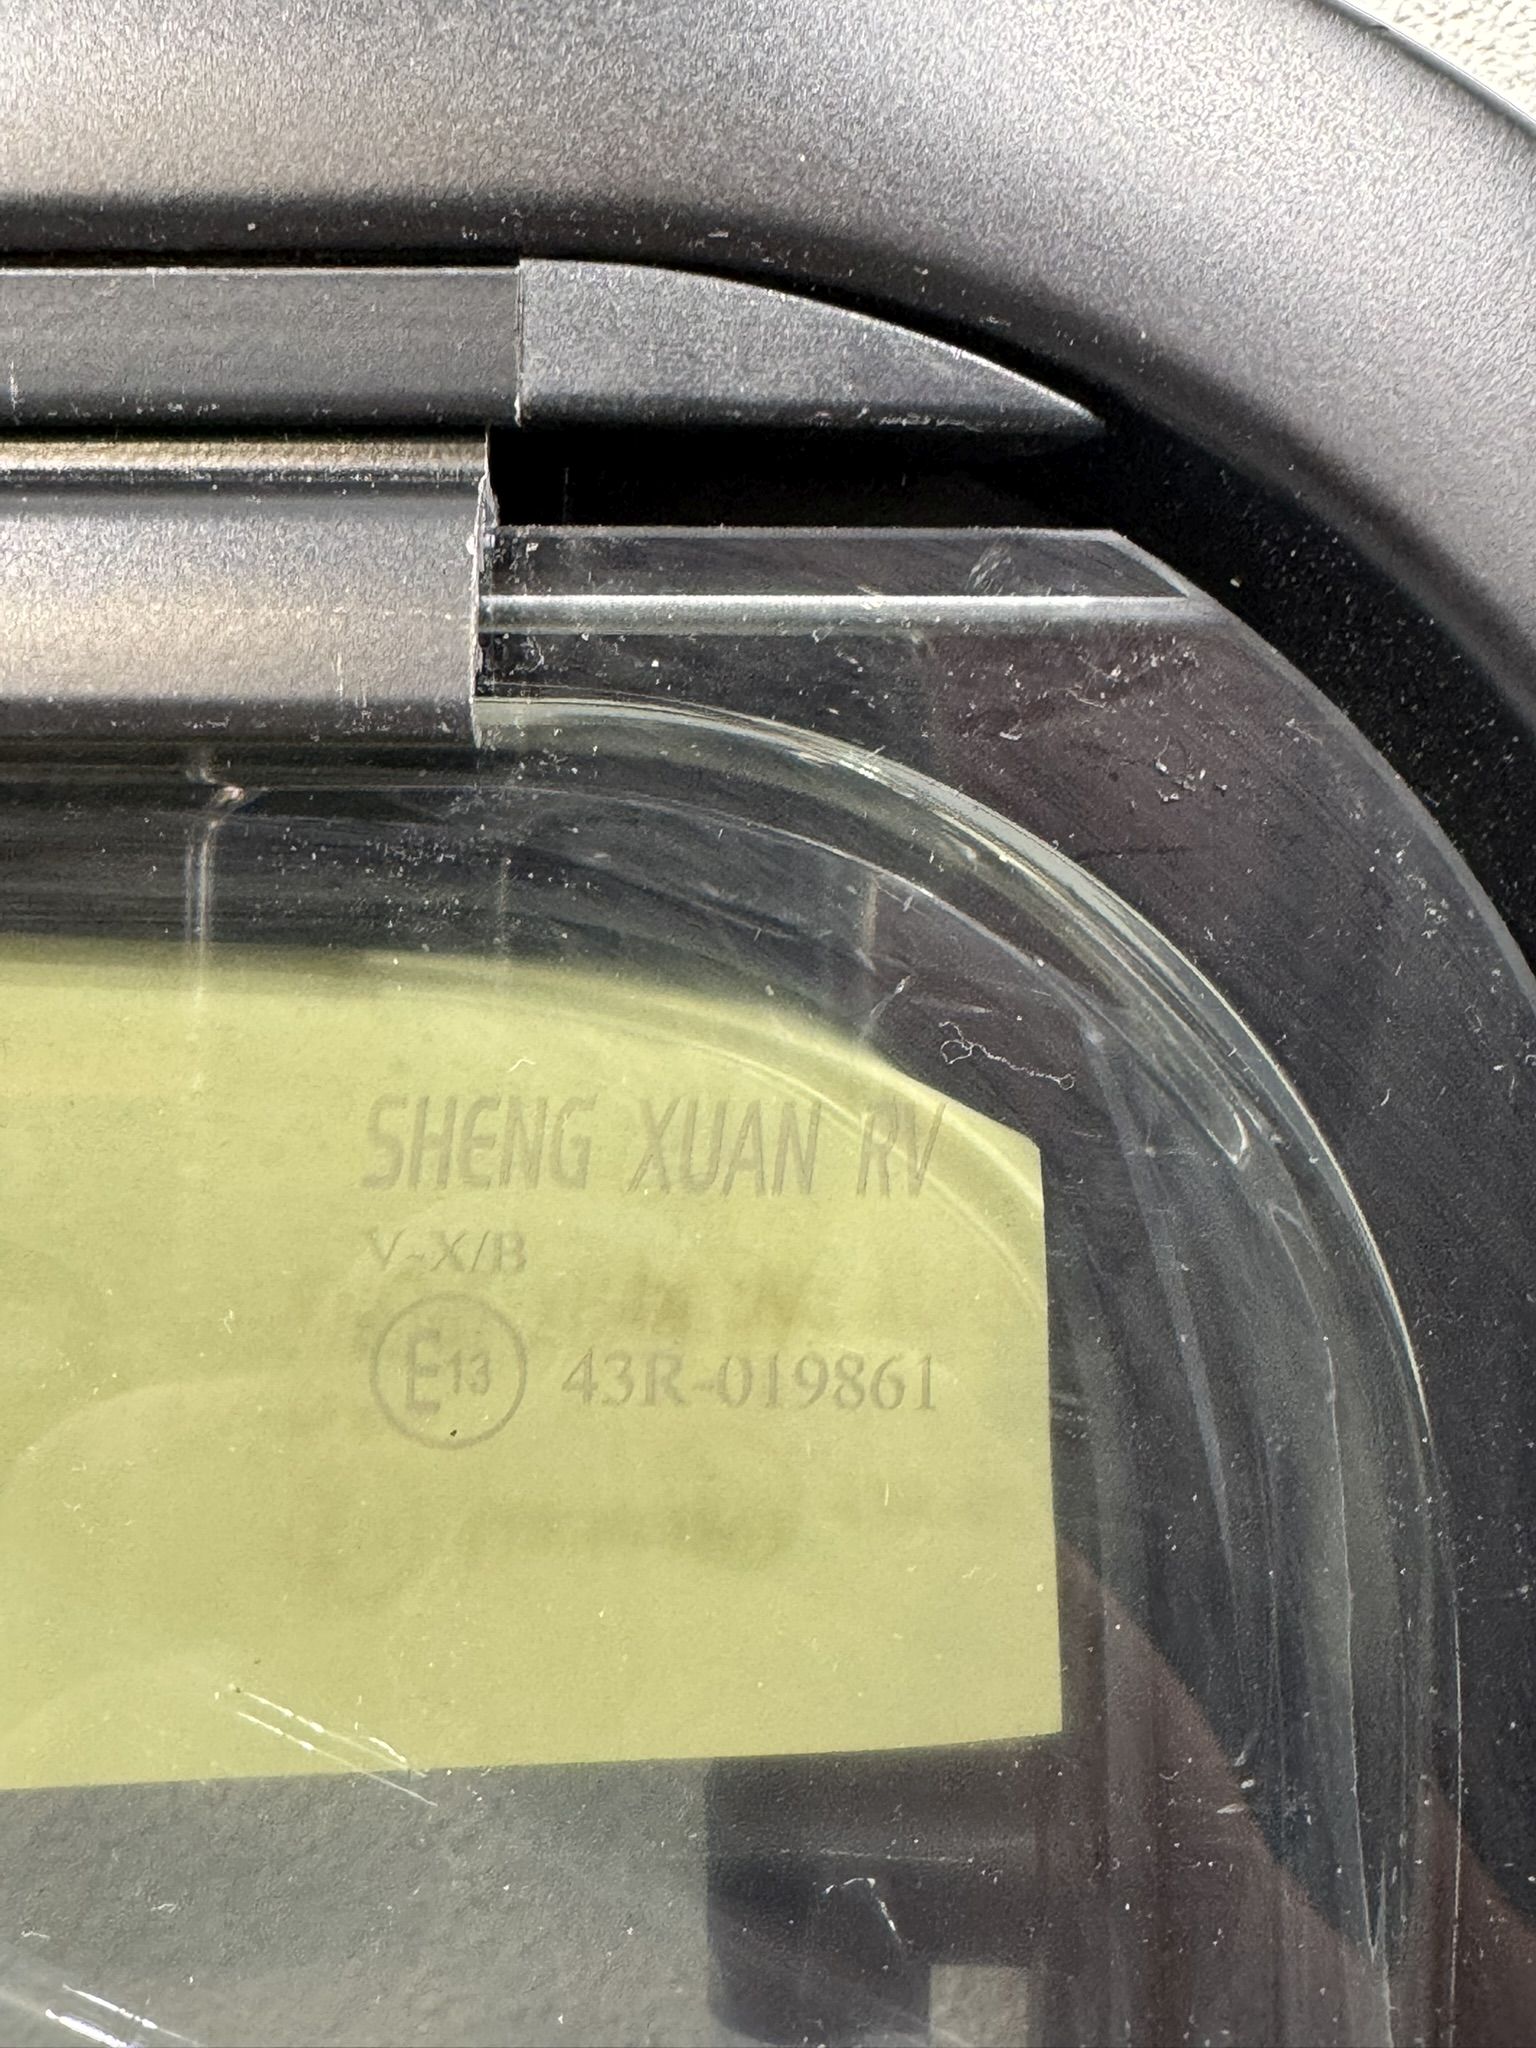 SHENG XUAN RV
V-X/B
E13 43R-019861